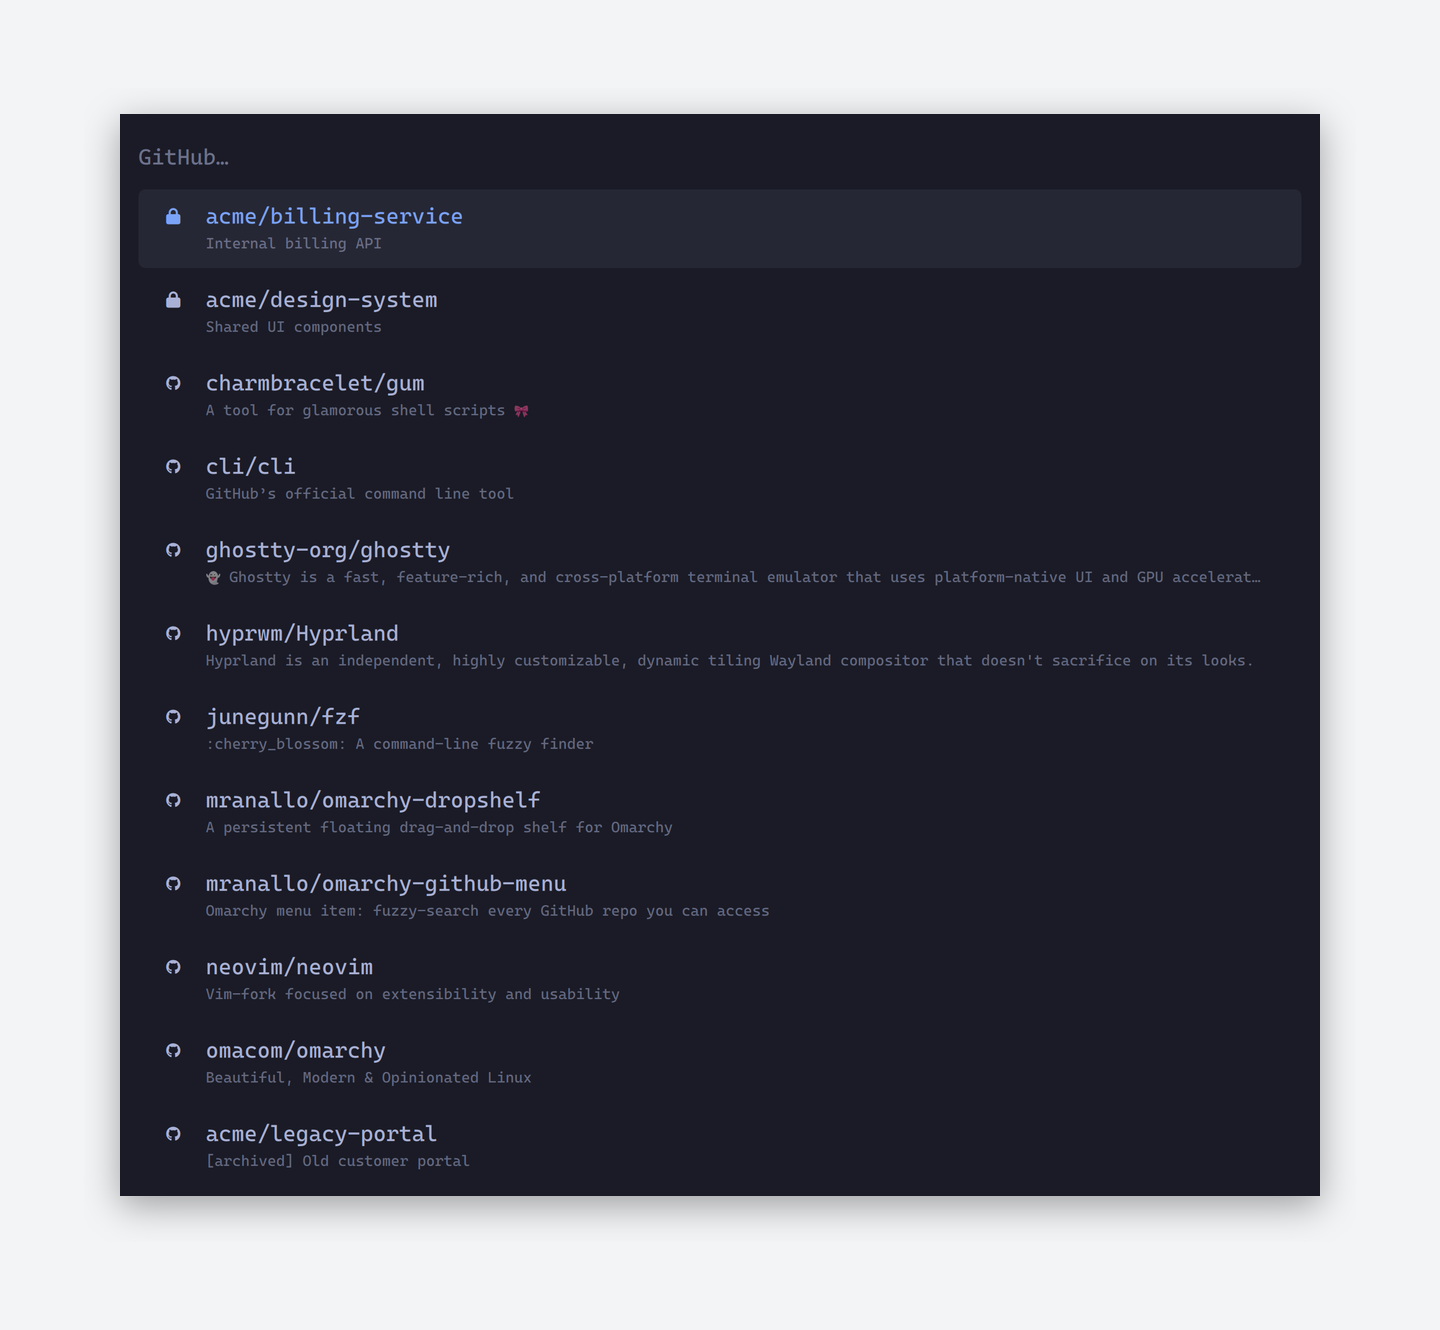 GitHub…
acme/billing-service
Internal billing API
acme/design-system
Shared UI components
charmbracelet/gum
A tool for glamorous shell scripts 🎀
cli/cli
GitHub’s official command line tool
ghostty-org/ghostty
👻 Ghostty is a fast, feature-rich, and cross-platform terminal emulator that uses platform-native UI and GPU accelerat…
hyprwm/Hyprland
Hyprland is an independent, highly customizable, dynamic tiling Wayland compositor that doesn't sacrifice on its looks.
junegunn/fzf
:cherry_blossom: A command-line fuzzy finder
mranallo/omarchy-dropshelf
A persistent floating drag-and-drop shelf for Omarchy
mranallo/omarchy-github-menu
Omarchy menu item: fuzzy-search every GitHub repo you can access
neovim/neovim
Vim-fork focused on extensibility and usability
omacom/omarchy
Beautiful, Modern & Opinionated Linux
acme/legacy-portal
[archived] Old customer portal